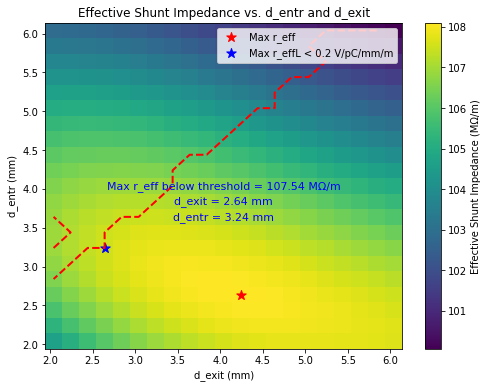 Effective Shunt Impedance vs. d_entr and d_exit
Max r_eff
Max r_effL < 0.2 V/pC/mm/m
6.0
5.5
5.0
4.5
4.0
3.5
3.0
2.5
2.0
d_entr (mm)
Max r_eff below threshold = 107.54 MΩ/m
d_exit = 2.64 mm
d_entr = 3.24 mm
2.0 2.5 3.0 3.5 4.0 4.5 5.0 5.5 6.0
d_exit (mm)
108
107
106
105
104
103
102
101
Effective Shunt Impedance (MΩ/m)